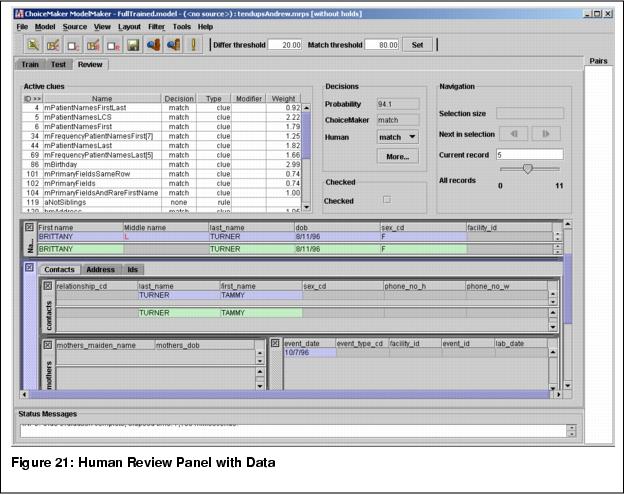 ChoiceMaker ModelMaker - FullTrained.model - (<no source>) : tendupsAndrew.mrps [without holds]
File Model Source View Layout Filter Tools Help
Differ threshold 20.00 Match threshold 80.00 Set
Pairs
Train Test Review
Active clues
ID >> Name Decision Type Modifier Weight
4 mPatientNamesFirstLast match clue 0.92
5 mPatientNamesLCS match clue 2.22
6 mPatientNamesFirst match clue 1.79
34 mFrequencyPatientNamesFirst[7] match clue 1.25
44 mPatientNamesLast match clue 1.82
69 mFrequencyPatientNamesLast[5] match clue 1.66
86 mBirthday match clue 2.99
101 mPrimaryFieldsSameRow match clue 0.74
102 mPrimaryFields match clue 0.74
104 mPrimaryFieldsAndRareFirstName match clue 1.00
119 aNotSiblings none rule
Decisions
Probability 94.1
ChoiceMaker match
Human match
More...
Checked
Checked
Navigation
Selection size
Next in selection
Current record 5
All records 0 11
Na...
First name Middle name last_name dob sex_cd facility_id
BRITTANY L TURNER 8/11/96 F
BRITTANY TURNER 8/11/96 F
Contacts Address Ids
contacts
relationship_cd last_name first_name sex_cd phone_no_h phone_no_w
TURNER TAMMY
TURNER TAMMY
mothers
mothers_maiden_name mothers_dob
event_date event_type_cd facility_id event_id lab_date
10/7/96
Status Messages
Figure 21: Human Review Panel with Data